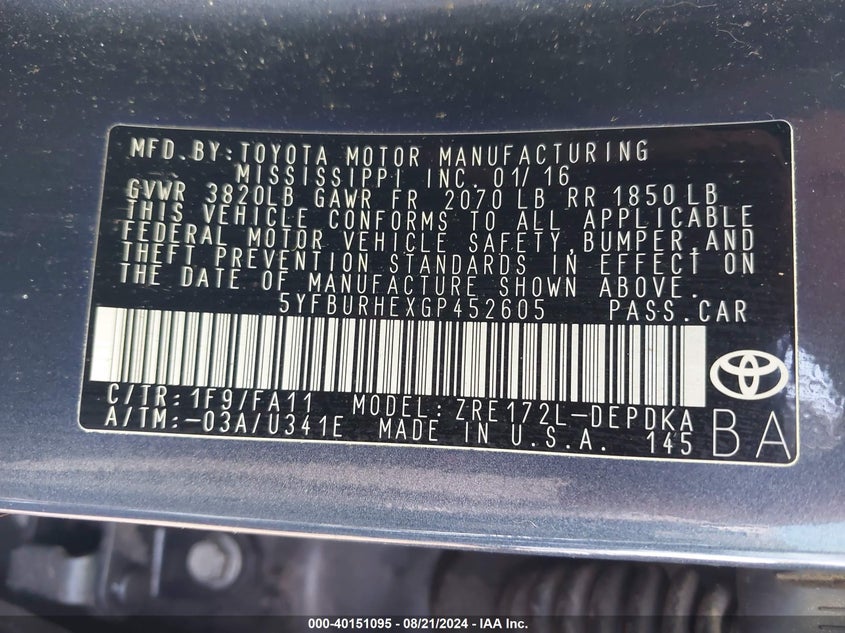 MFD.BY:TOYOTA MOTOR MANUFACTURING
MISSISSIPPI INC. 01/16
GVWR 3820LB GAWR FR 2070LB RR 1850LB
THIS VEHICLE CONFORMS TO ALL APPLICABLE
FEDERAL MOTOR VEHICLE SAFETY,BUMPER,AND
THEFT PREVENTION STANDARDS IN EFFECT ON
THE DATE OF MANUFACTURE SHOWN ABOVE.
5YFBURHEXGP452605 PASS.CAR
C/TR:1F9/FA11 MODEL:ZRE172L-DEPDKA
A/TM:-03A/U341E MADE IN U.S.A. 145 BA
000-40151095 - 08/21/2024 - IAA Inc.